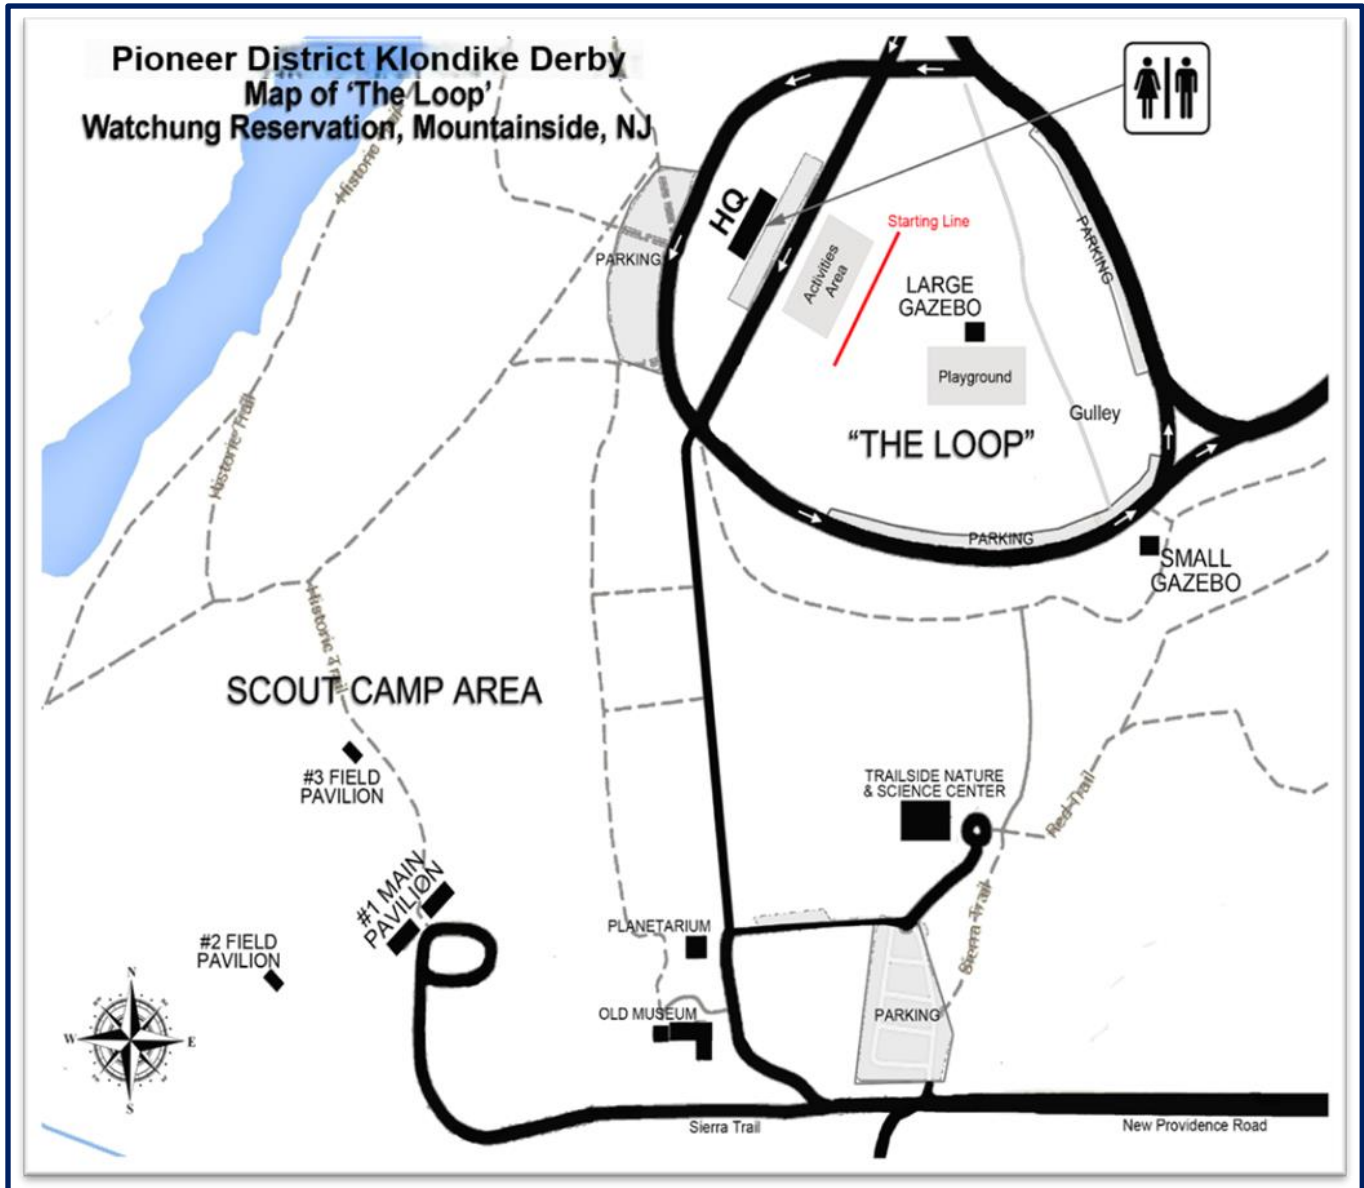 Pioneer District Klondike Derby
Map of ‘The Loop’
Watchung Reservation, Mountainside, NJ
Historic Trail
HQ
PARKING
Activities
Area
Starting Line
LARGE
GAZEBO
Playground
PARKING
Gulley
“THE LOOP”
PARKING
SMALL
GAZEBO
Historic Trail
Historic Trail
SCOUT CAMP AREA
#3 FIELD
PAVILION
TRAILSIDE NATURE
& SCIENCE CENTER
Red Trail
#1 MAIN
PAVILION
#2 FIELD
PAVILION
PLANETARIUM
Sierra Trail
OLD MUSEUM
PARKING
N
W
E
S
Sierra Trail
New Providence Road